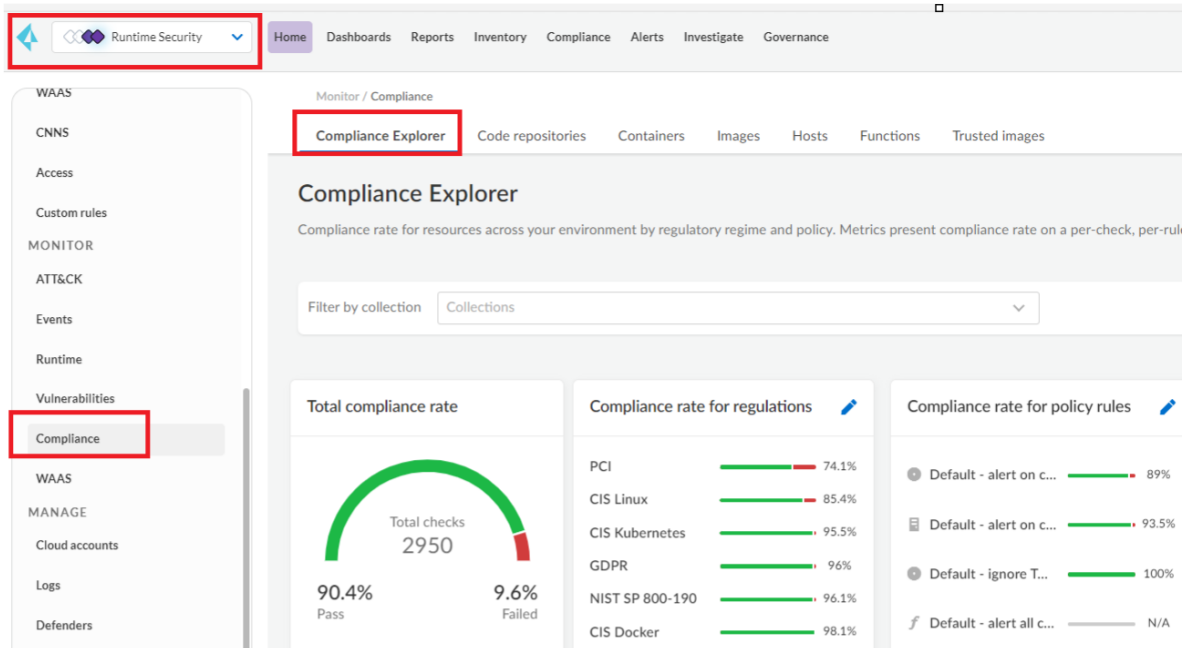 Runtime Security
Home Dashboards Reports Inventory Compliance Alerts Investigate Governance
WAAS
CNNS
Access
Custom rules
MONITOR
ATT&CK
Events
Runtime
Vulnerabilities
Compliance
WAAS
MANAGE
Cloud accounts
Logs
Defenders
Monitor / Compliance
Compliance Explorer Code repositories Containers Images Hosts Functions Trusted images
Compliance Explorer
Compliance rate for resources across your environment by regulatory regime and policy. Metrics present compliance rate on a per-check, per-rul
Filter by collection Collections
Total compliance rate
Total checks
2950
90.4% 9.6%
Pass Failed
Compliance rate for regulations
PCI 74.1%
CIS Linux 85.4%
CIS Kubernetes 95.5%
GDPR 96%
NIST SP 800-190 96.1%
CIS Docker 98.1%
Compliance rate for policy rules
Default - alert on c... 89%
Default - alert on c... 93.5%
Default - ignore T... 100%
Default - alert all c... N/A